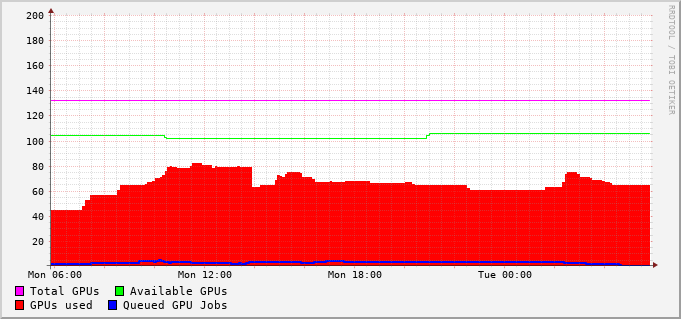 200
180
160
140
120
100
80
60
40
20
Mon 06:00 Mon 12:00 Mon 18:00 Tue 00:00
Total GPUs Available GPUs
GPUs used Queued GPU Jobs
RRDTOOL / TOBI OETIKER